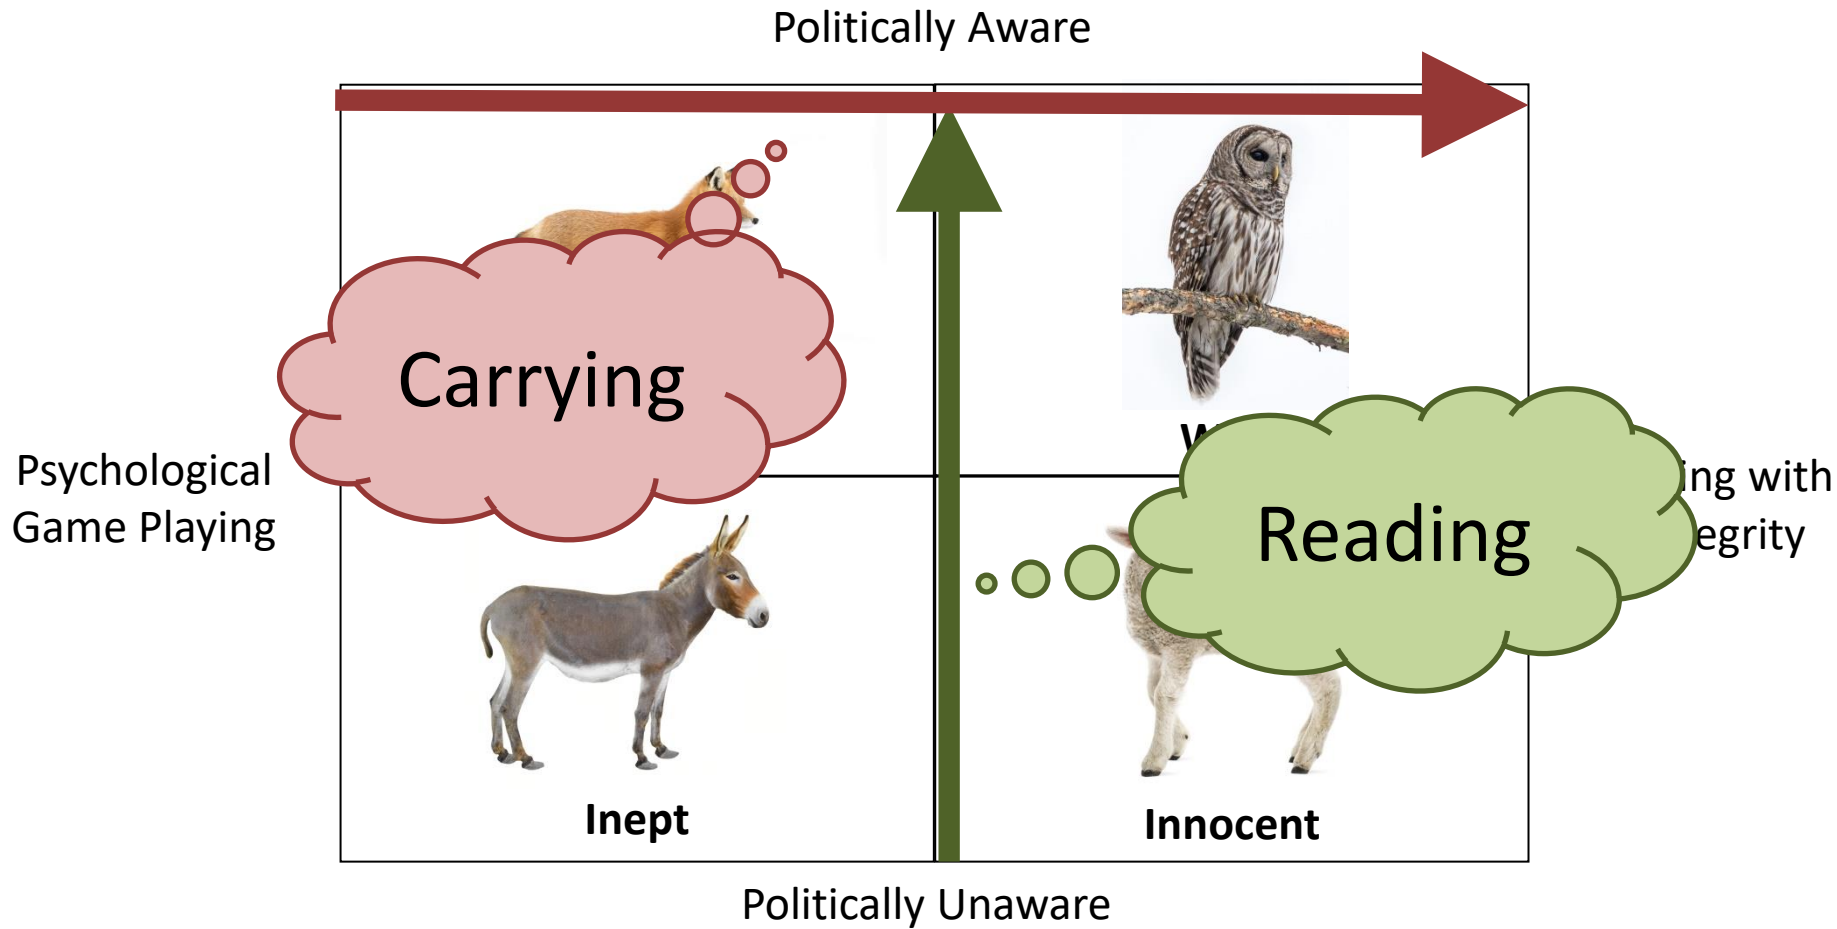 Politically Aware
Carrying
Psychological
Game Playing
ing with
egrity
Reading
Inept
Innocent
Politically Unaware